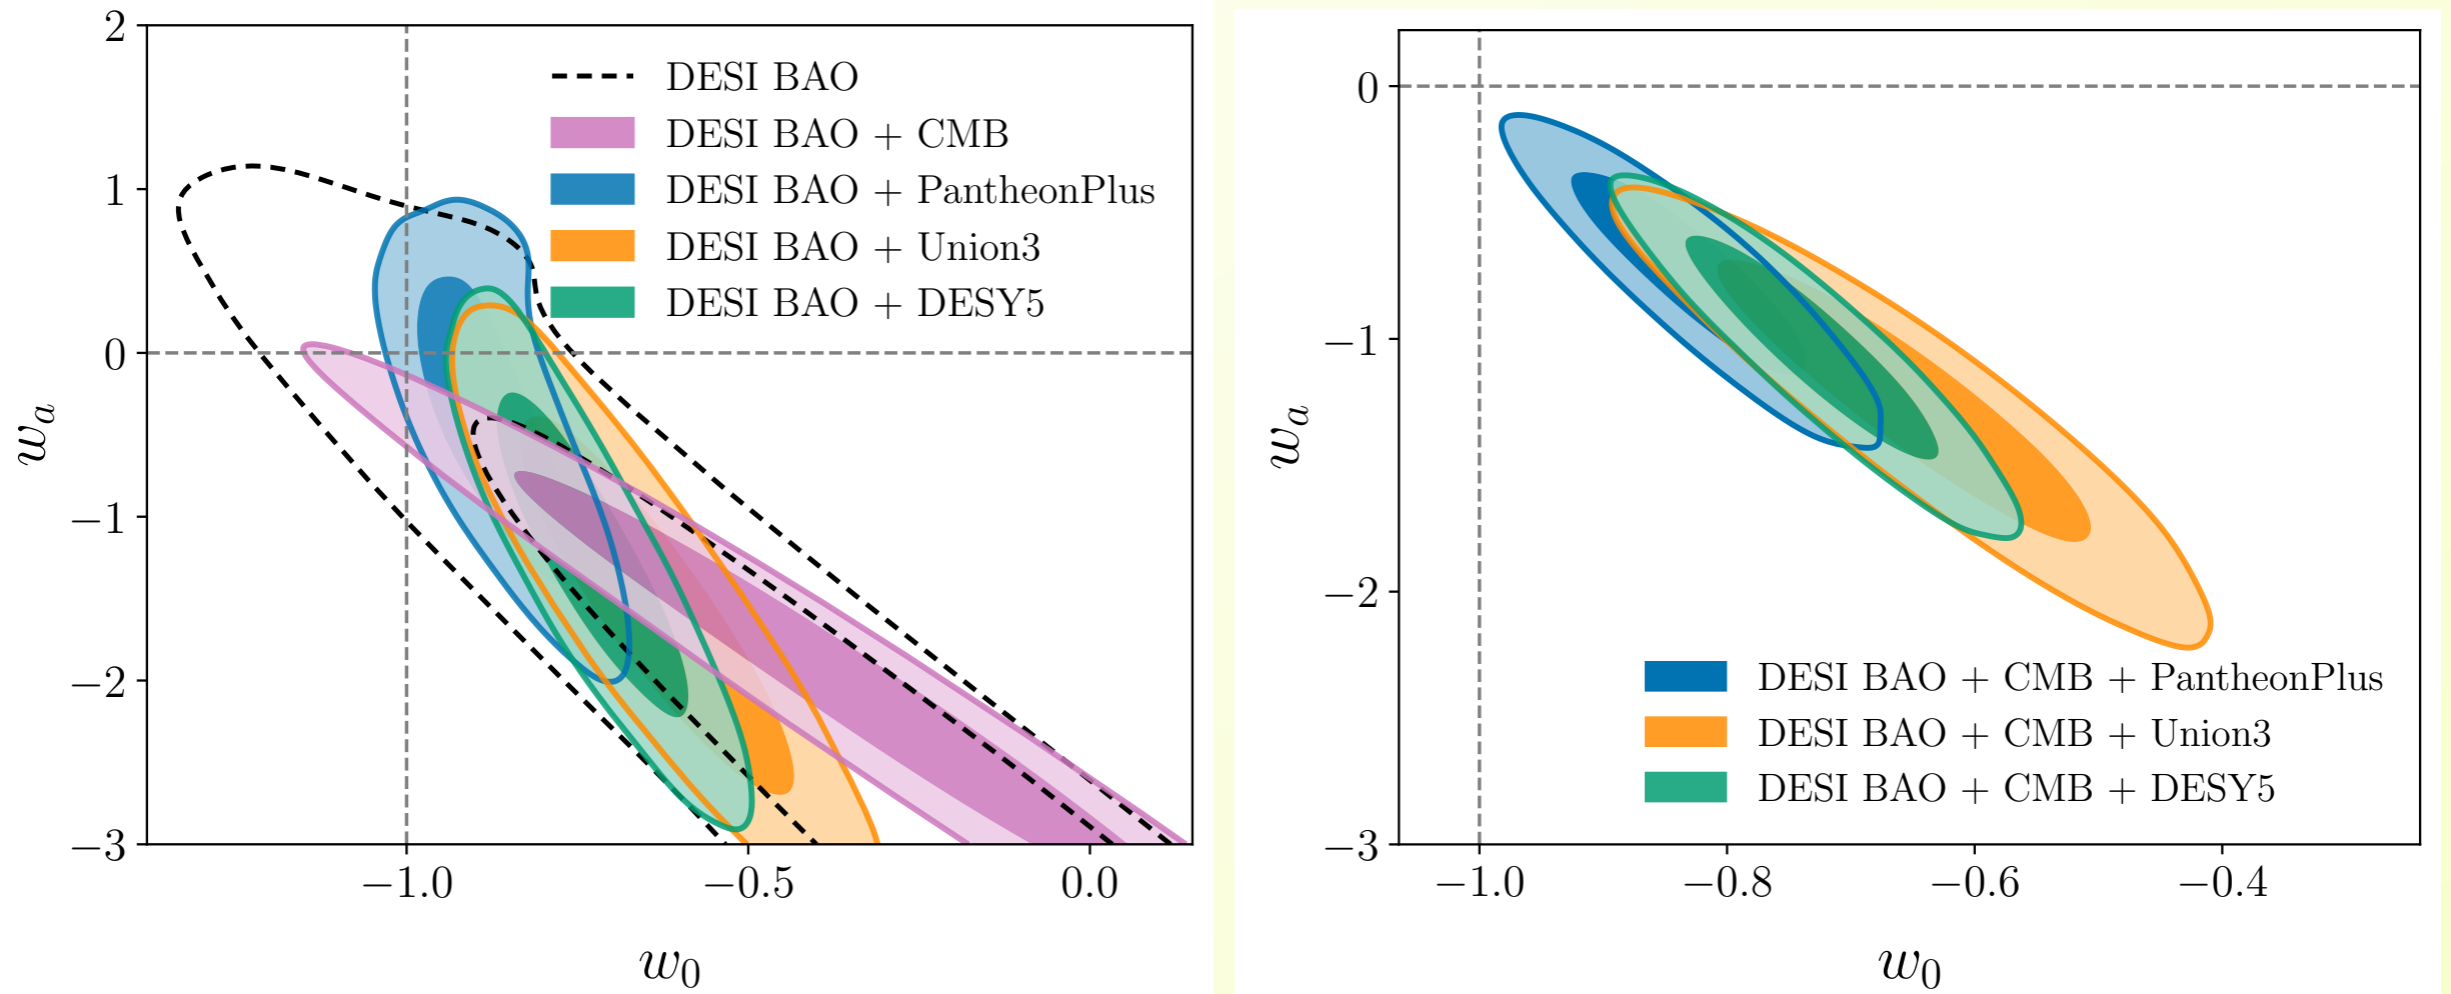 2
1
0
−1
−2
−3
w_a
DESI BAO
DESI BAO + CMB
DESI BAO + PantheonPlus
DESI BAO + Union3
DESI BAO + DESY5
−1.0 −0.5 0.0
w_0
0
−1
−2
−3
w_a
DESI BAO + CMB + PantheonPlus
DESI BAO + CMB + Union3
DESI BAO + CMB + DESY5
−1.0 −0.8 −0.6 −0.4
w_0